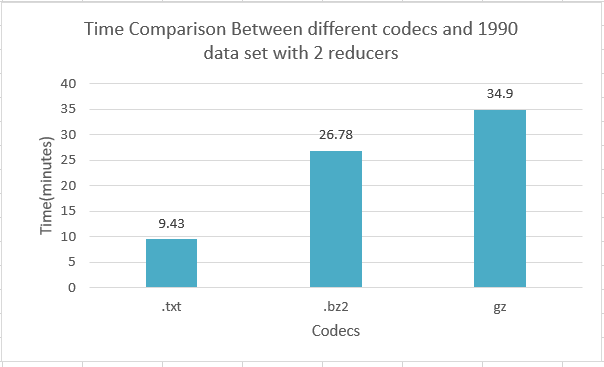 Time Comparison Between different codecs and 1990
data set with 2 reducers
Time(minutes)
40
35
30
25
20
15
10
5
0
9.43
26.78
34.9
.txt
.bz2
gz
Codecs